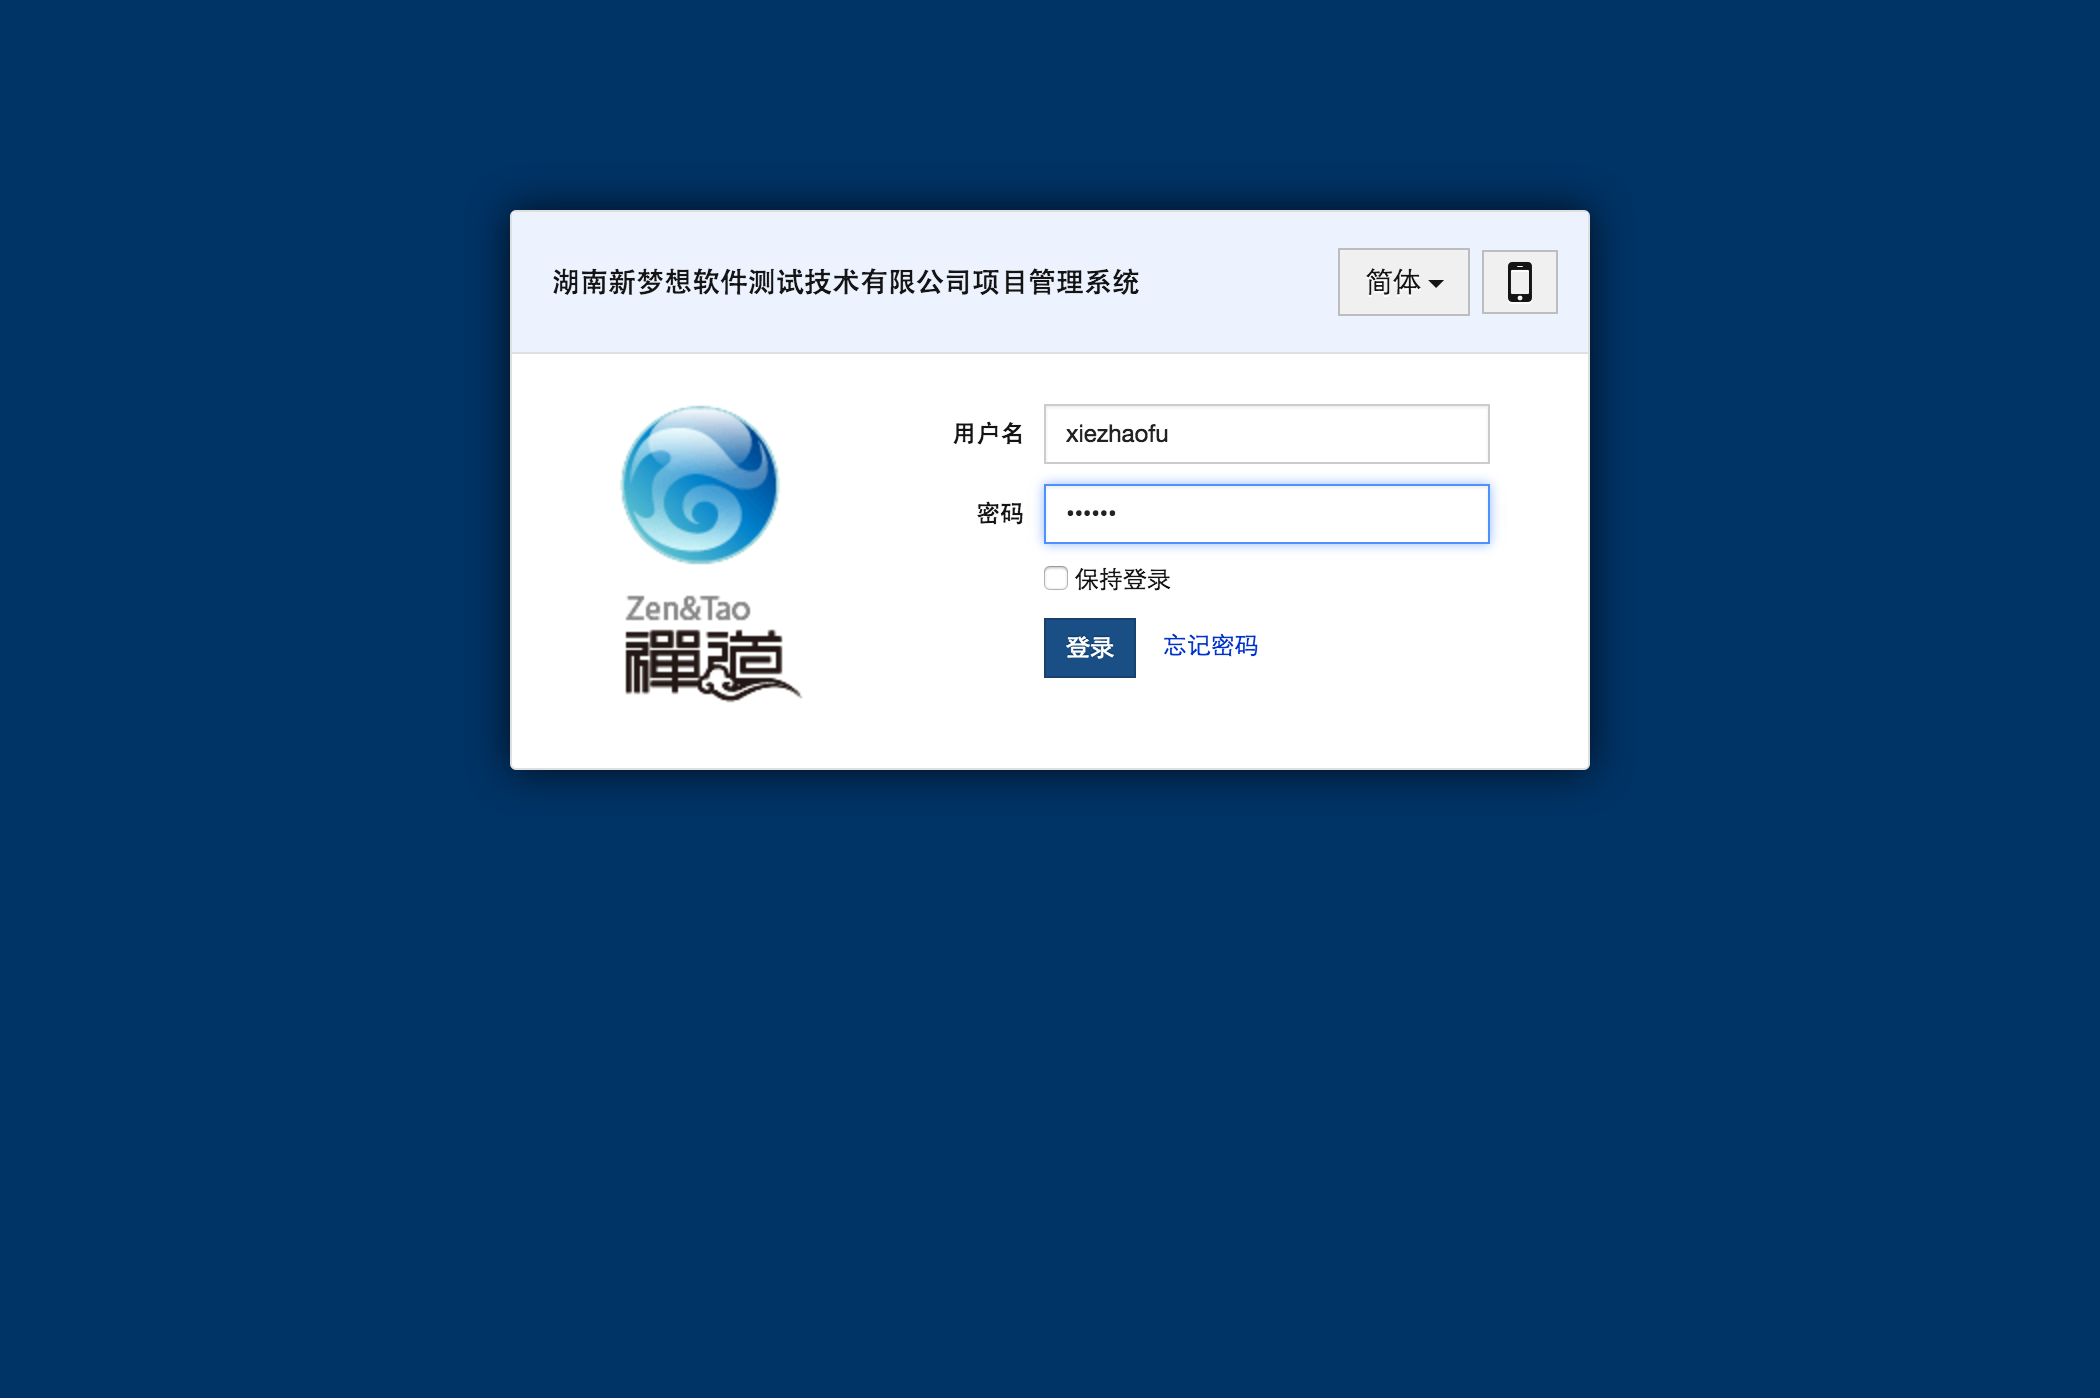 湖南新梦想软件测试技术有限公司项目管理系统
简体
用户名
xiezhaofu
密码
••••••
保持登录
登录
忘记密码
Zen&Tao
禪道